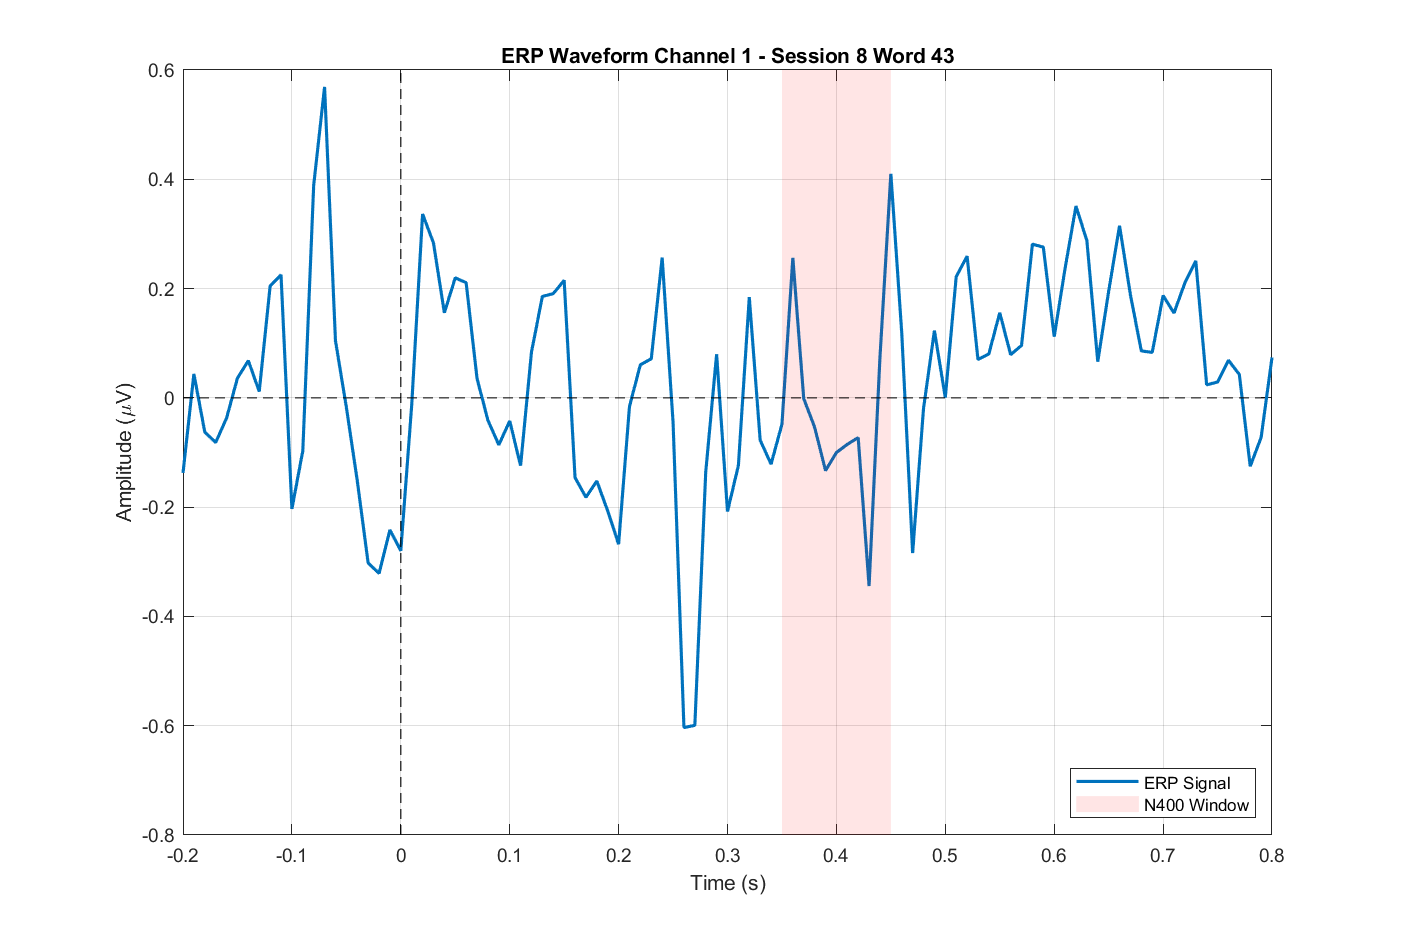 ERP Waveform Channel 1 - Session 8 Word 43
0.6
0.4
0.2
0
-0.2
-0.4
-0.6
-0.8
Amplitude (μV)
-0.2 -0.1 0 0.1 0.2 0.3 0.4 0.5 0.6 0.7 0.8
Time (s)
ERP Signal
N400 Window